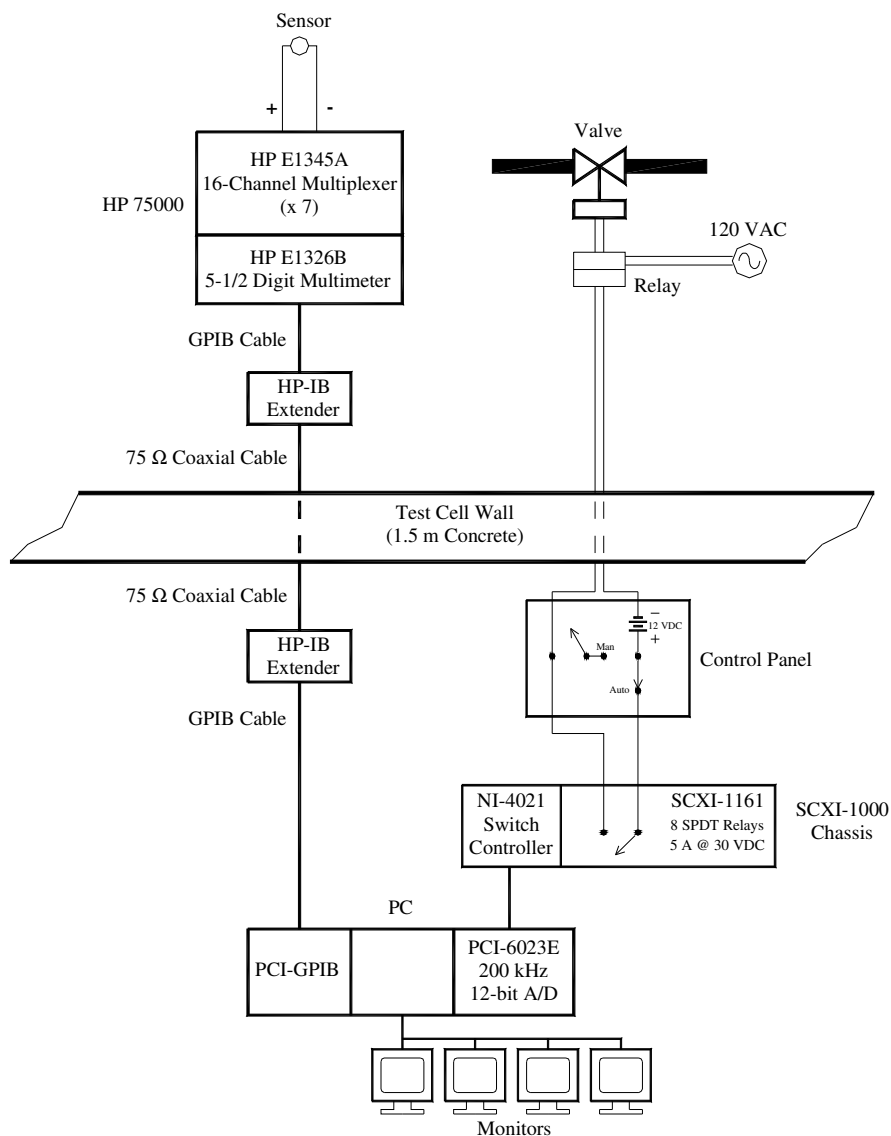 Sensor
+ -
HP E1345A
16-Channel Multiplexer
(x 7)
HP 75000
HP E1326B
5-1/2 Digit Multimeter
GPIB Cable
HP-IB
Extender
75 Ω Coaxial Cable
Valve
120 VAC
Relay
Test Cell Wall
(1.5 m Concrete)
75 Ω Coaxial Cable
HP-IB
Extender
GPIB Cable
−
12 VDC
+
Man
Auto
Control Panel
NI-4021
Switch
Controller
SCXI-1161
8 SPDT Relays
5 A @ 30 VDC
SCXI-1000
Chassis
PC
PCI-GPIB
PCI-6023E
200 kHz
12-bit A/D
Monitors